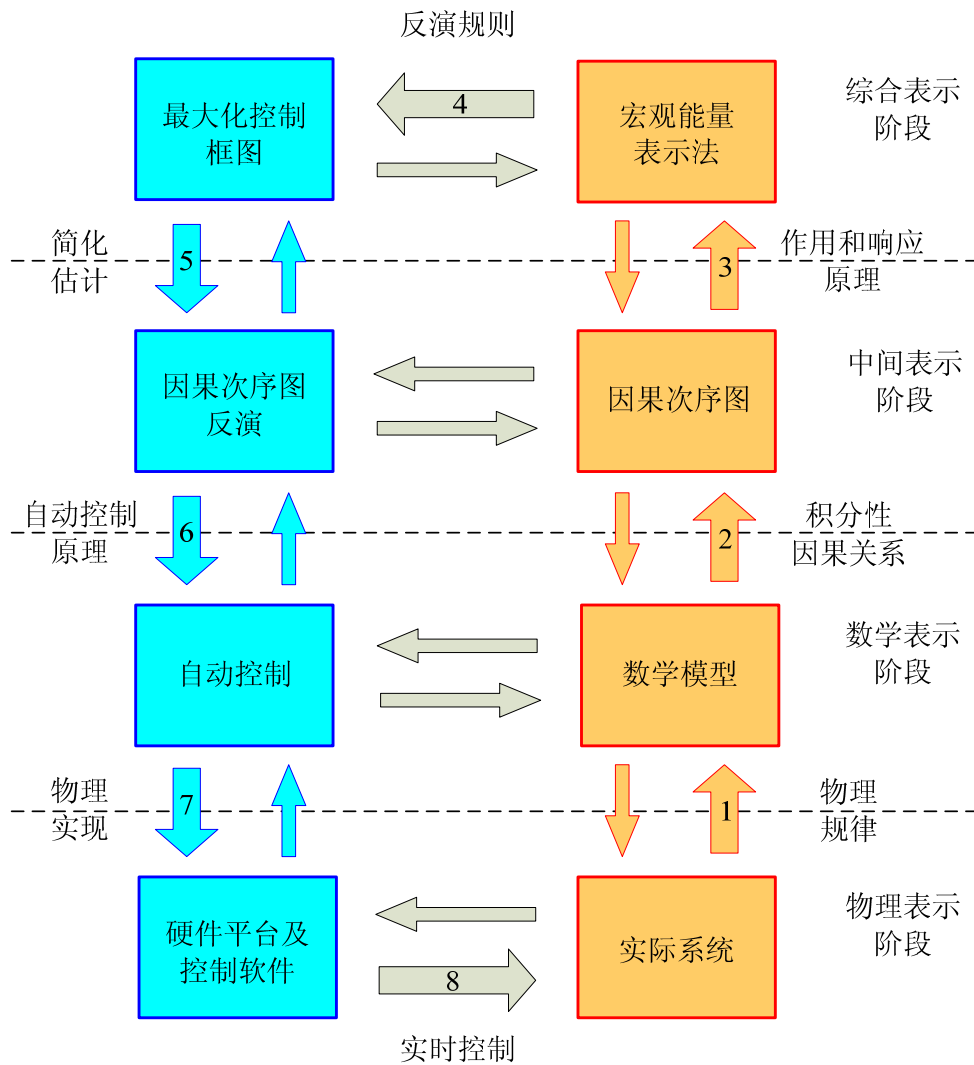 反演规则
最大化控制
框图
4
宏观能量
表示法
综合表示
阶段
简化
估计
5
3
作用和响应
原理
因果次序图
反演
因果次序图
中间表示
阶段
自动控制
原理
6
2
积分性
因果关系
自动控制
数学模型
数学表示
阶段
物理
实现
7
1
物理
规律
硬件平台及
控制软件
8
实际系统
物理表示
阶段
实时控制